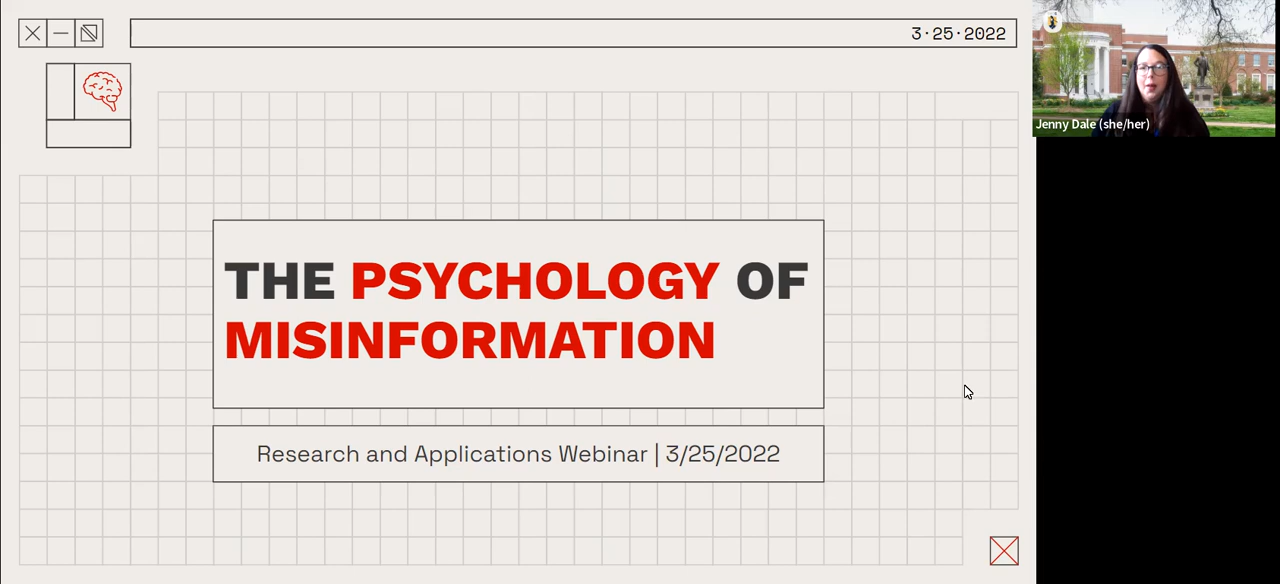 3·25·2022
THE PSYCHOLOGY OF
MISINFORMATION
Research and Applications Webinar | 3/25/2022
Jenny Dale (she/her)